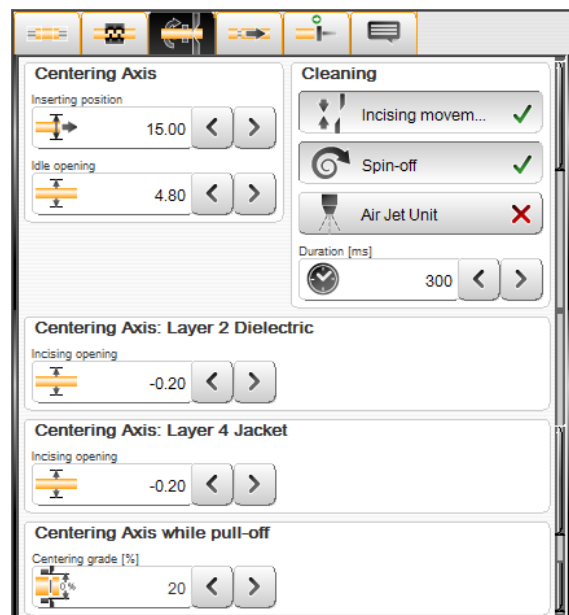 Centering Axis
Inserting position
15.00
Idle opening
4.80
Cleaning
Incising movem...
Spin-off
Air Jet Unit
Duration [ms]
300
Centering Axis: Layer 2 Dielectric
Incising opening
-0.20
Centering Axis: Layer 4 Jacket
Incising opening
-0.20
Centering Axis while pull-off
Centering grade [%]
0%
20